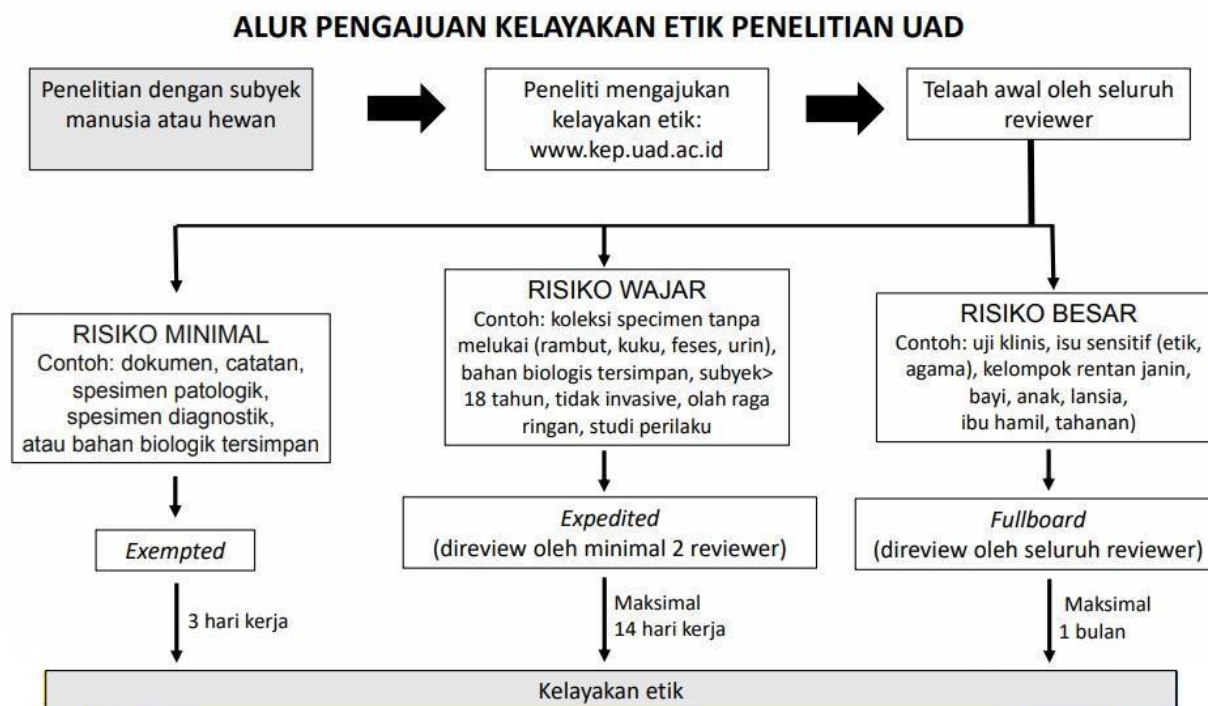 ALUR PENGAJUAN KELAYAKAN ETIK PENELITIAN UAD
Penelitian dengan subyek
manusia atau hewan
Peneliti mengajukan
kelayakan etik:
www.kep.uad.ac.id
Telaah awal oleh seluruh
reviewer
RISIKO MINIMAL
Contoh: dokumen, catatan,
spesimen patologik,
spesimen diagnostik,
atau bahan biologik tersimpan
RISIKO WAJAR
Contoh: koleksi specimen tanpa
melukai (rambut, kuku, feses, urin),
bahan biologis tersimpan, subyek>
18 tahun, tidak invasive, olah raga
ringan, studi perilaku
RISIKO BESAR
Contoh: uji klinis, isu sensitif (etik,
agama), kelompok rentan janin,
bayi, anak, lansia,
ibu hamil, tahanan)
Exempted
Expedited
(direview oleh minimal 2 reviewer)
Fullboard
(direview oleh seluruh reviewer)
3 hari kerja
Maksimal
14 hari kerja
Maksimal
1 bulan
Kelayakan etik